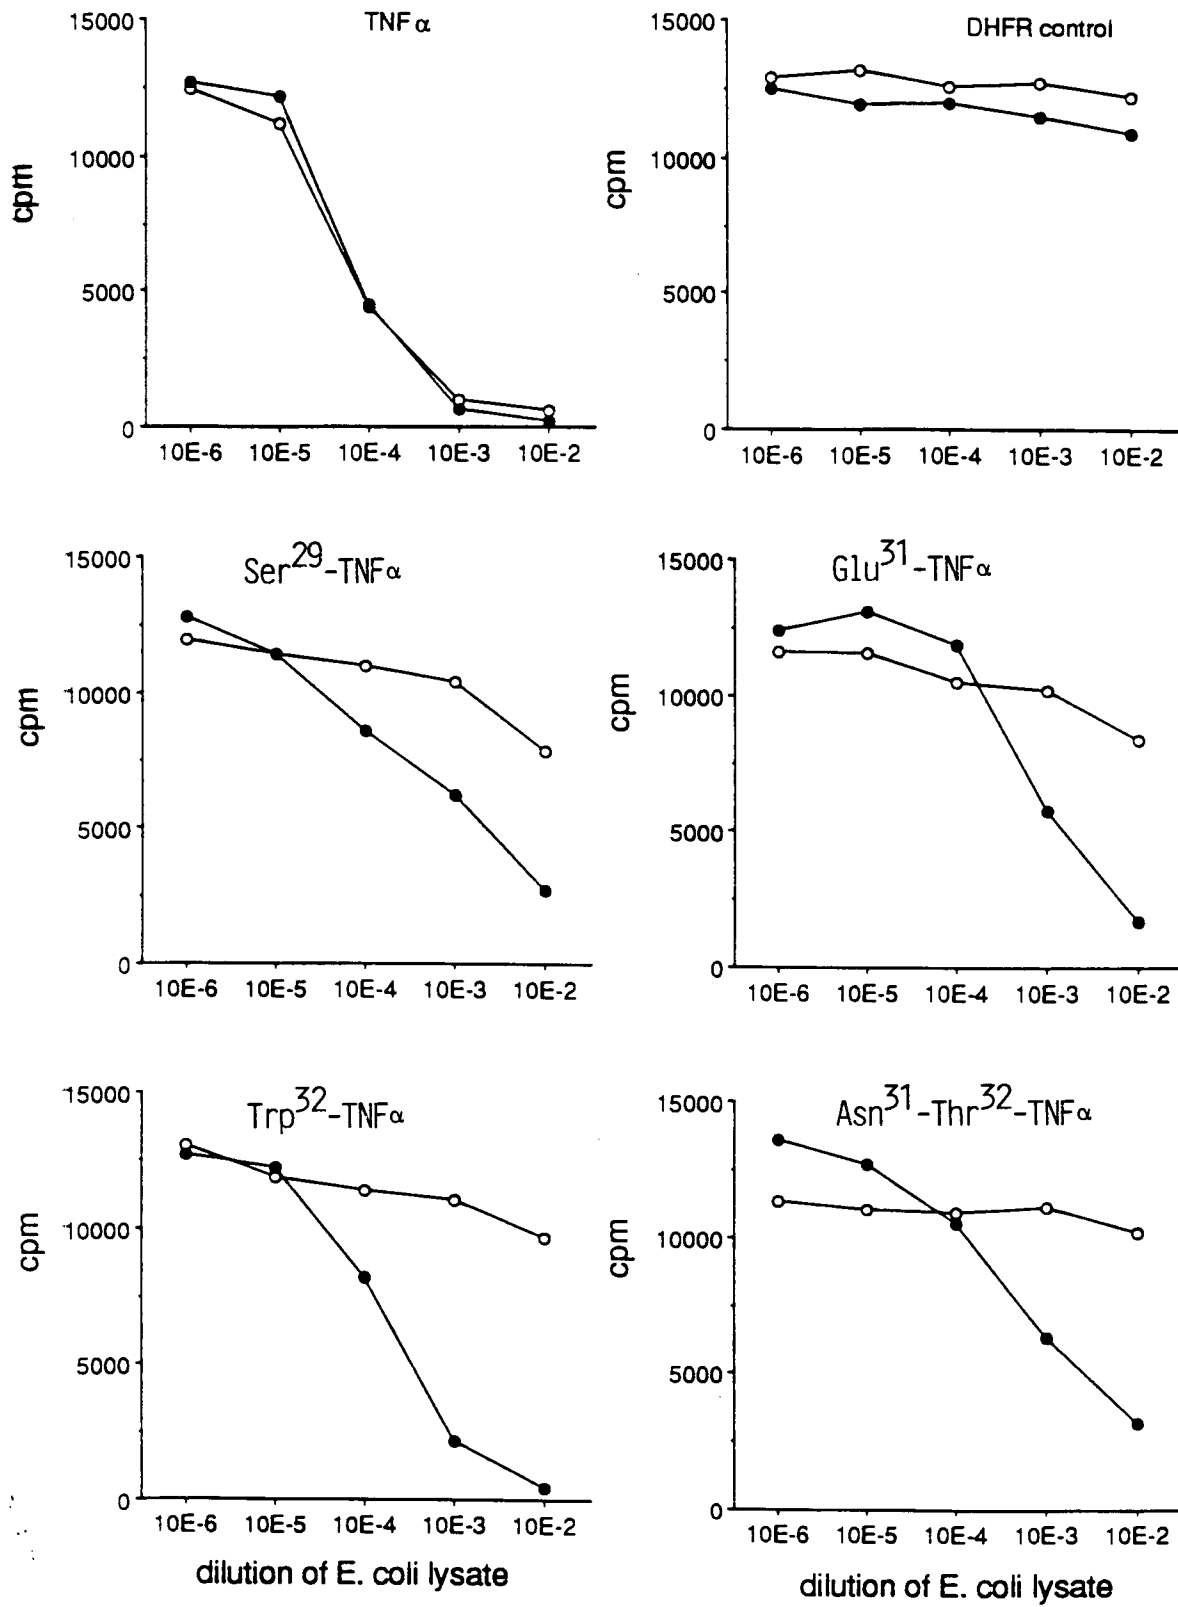 TNF α
15000
10000
5000
0
cpm
10E-6 10E-5 10E-4 10E-3 10E-2
DHFR control
15000
10000
5000
0
cpm
10E-6 10E-5 10E-4 10E-3 10E-2
Ser²⁹-TNFα
15000
10000
5000
0
cpm
10E-6 10E-5 10E-4 10E-3 10E-2
Glu³¹-TNFα
15000
10000
5000
0
cpm
10E-6 10E-5 10E-4 10E-3 10E-2
Trp³²-TNFα
15000
10000
5000
0
cpm
10E-6 10E-5 10E-4 10E-3 10E-2
dilution of E. coli lysate
Asn³¹-Thr³²-TNFα
15000
10000
5000
0
cpm
10E-6 10E-5 10E-4 10E-3 10E-2
dilution of E. coli lysate